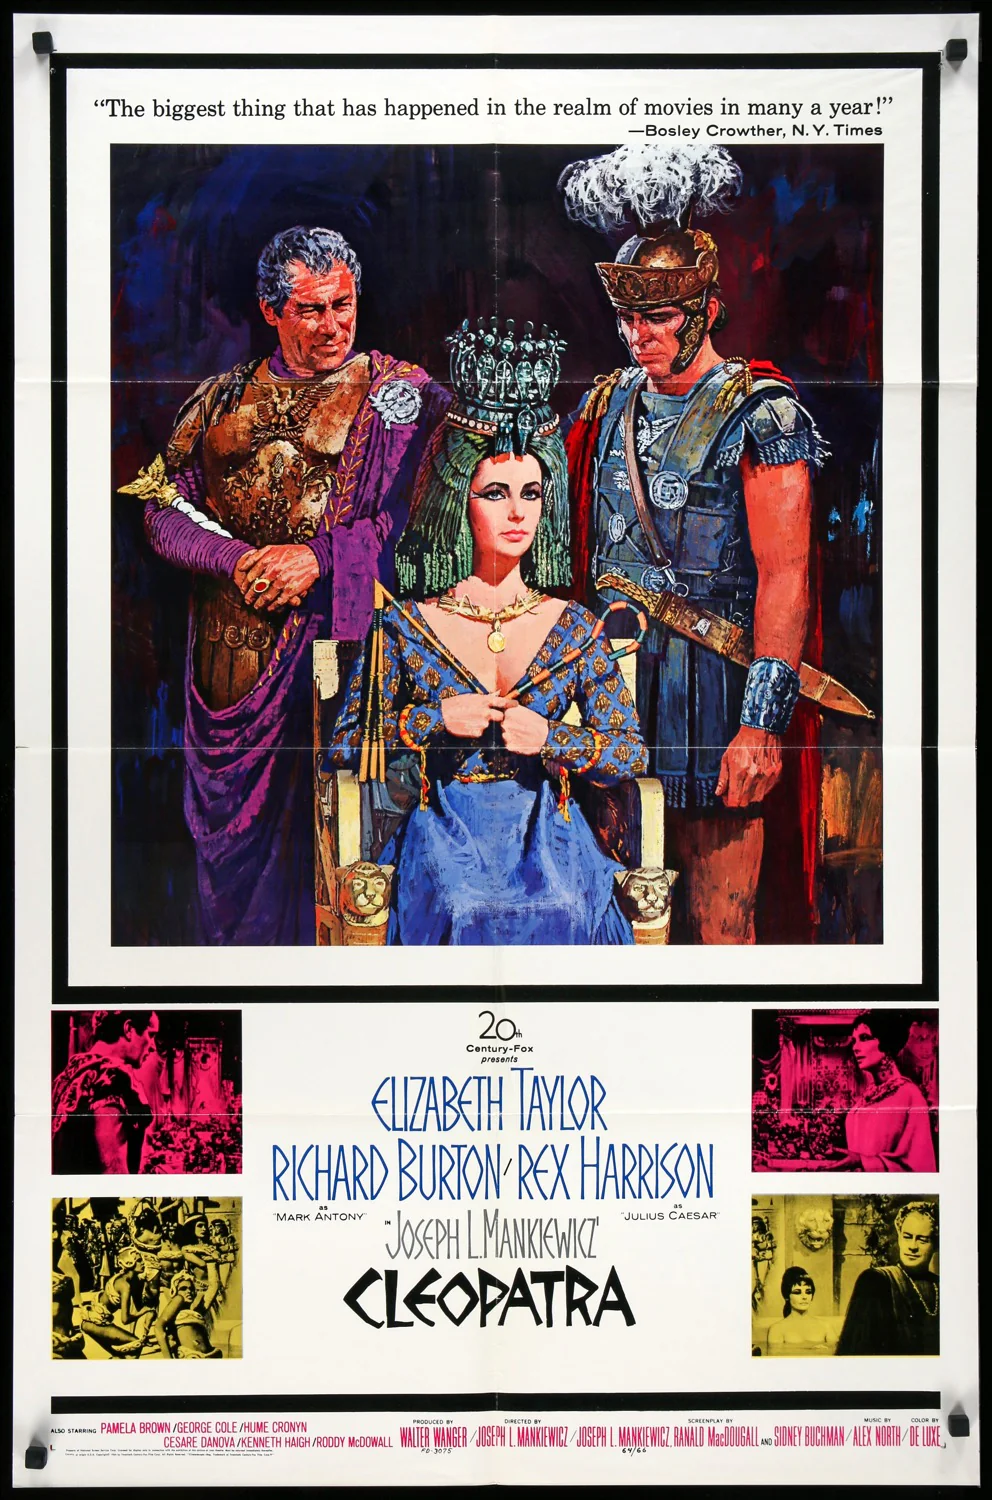 “The biggest thing that has happened in the realm of movies in many a year!”
—Bosley Crowther, N.Y. Times
20th
Century-Fox
presents
ELIZABETH TAYLOR
RICHARD BURTON / REX HARRISON
as as
"MARK ANTONY" "JULIUS CAESAR"
IN JOSEPH L. MANKIEWICZ'
CLEOPATRA
ALSO STARRING PAMELA BROWN / GEORGE COLE / HUME CRONYN
CESARE DANOVA / KENNETH HAIGH / RODDY McDOWALL
PRODUCED BY DIRECTED BY SCREENPLAY BY MUSIC BY COLOR BY
WALTER WANGER / JOSEPH L. MANKIEWICZ / JOSEPH L. MANKIEWICZ, RANALD MacDOUGALL AND SIDNEY BUCHMAN / ALEX NORTH / DE LUXE
FD-3075 64/66